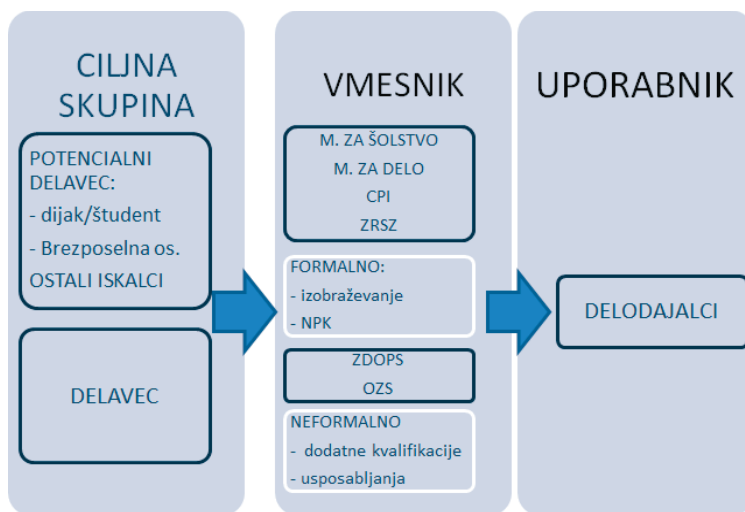 CILJNA
SKUPINA
POTENCIALNI
DELAVEC:
- dijak/študent
- Brezposelna os.
OSTALI ISKALCI
DELAVEC
VMESNIK
M. ZA ŠOLSTVO
M. ZA DELO
CPI
ZRSZ
FORMALNO:
- izobraževanje
- NPK
ZDOPS
OZS
NEFORMALNO
- dodatne kvalifikacije
- usposabljanja
UPORABNIK
DELODAJALCI